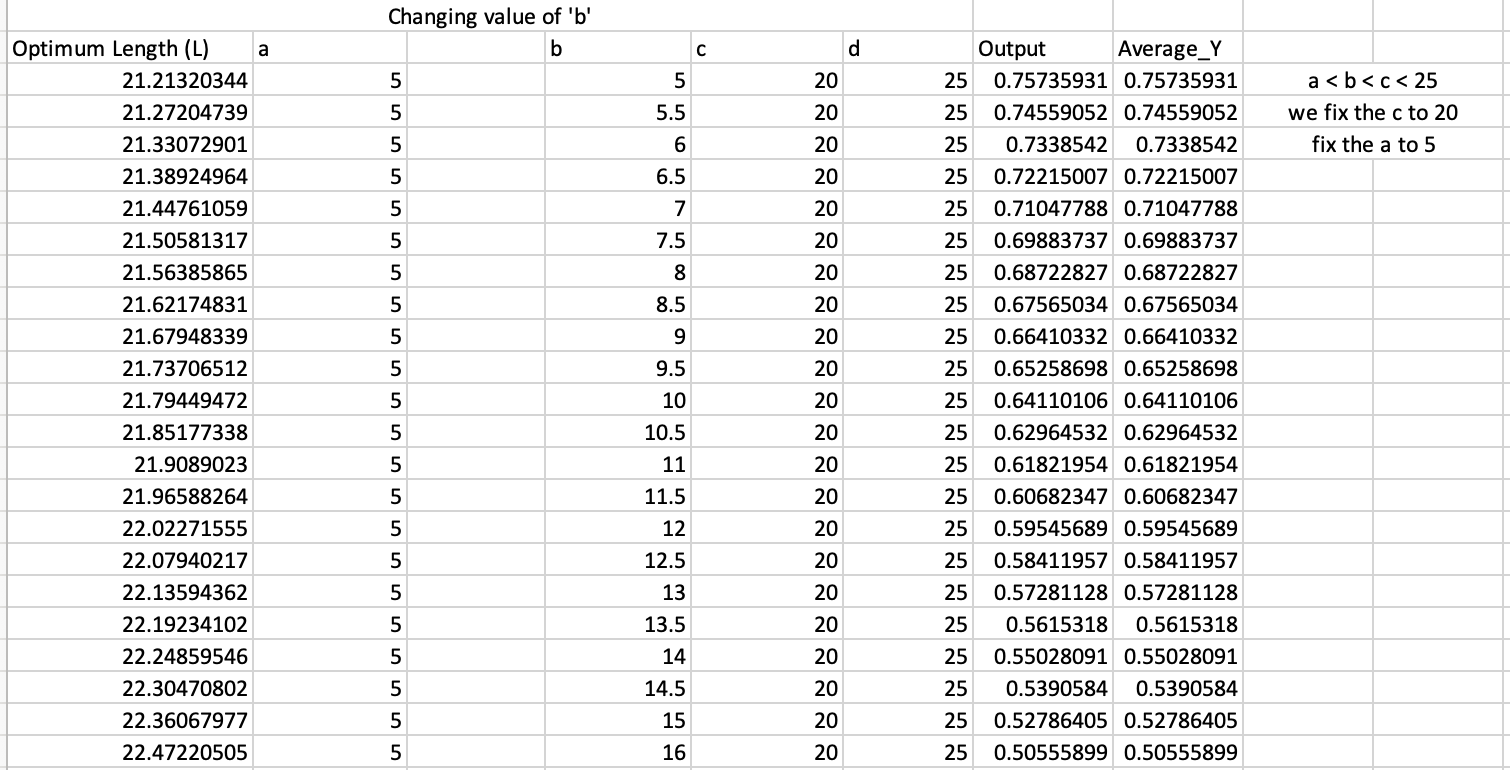 Changing value of 'b'
Optimum Length (L) a b c d Output Average_Y
21.21320344 5 5 20 25 0.75735931 0.75735931 a < b < c < 25
21.27204739 5 5.5 20 25 0.74559052 0.74559052 we fix the c to 20
21.33072901 5 6 20 25 0.7338542 0.7338542 fix the a to 5
21.38924964 5 6.5 20 25 0.72215007 0.72215007
21.44761059 5 7 20 25 0.71047788 0.71047788
21.50581317 5 7.5 20 25 0.69883737 0.69883737
21.56385865 5 8 20 25 0.68722827 0.68722827
21.62174831 5 8.5 20 25 0.67565034 0.67565034
21.67948339 5 9 20 25 0.66410332 0.66410332
21.73706512 5 9.5 20 25 0.65258698 0.65258698
21.79449472 5 10 20 25 0.64110106 0.64110106
21.85177338 5 10.5 20 25 0.62964532 0.62964532
21.9089023 5 11 20 25 0.61821954 0.61821954
21.96588264 5 11.5 20 25 0.60682347 0.60682347
22.02271555 5 12 20 25 0.59545689 0.59545689
22.07940217 5 12.5 20 25 0.58411957 0.58411957
22.13594362 5 13 20 25 0.57281128 0.57281128
22.19234102 5 13.5 20 25 0.5615318 0.5615318
22.24859546 5 14 20 25 0.55028091 0.55028091
22.30470802 5 14.5 20 25 0.5390584 0.5390584
22.36067977 5 15 20 25 0.52786405 0.52786405
22.47220505 5 16 20 25 0.50555899 0.50555899